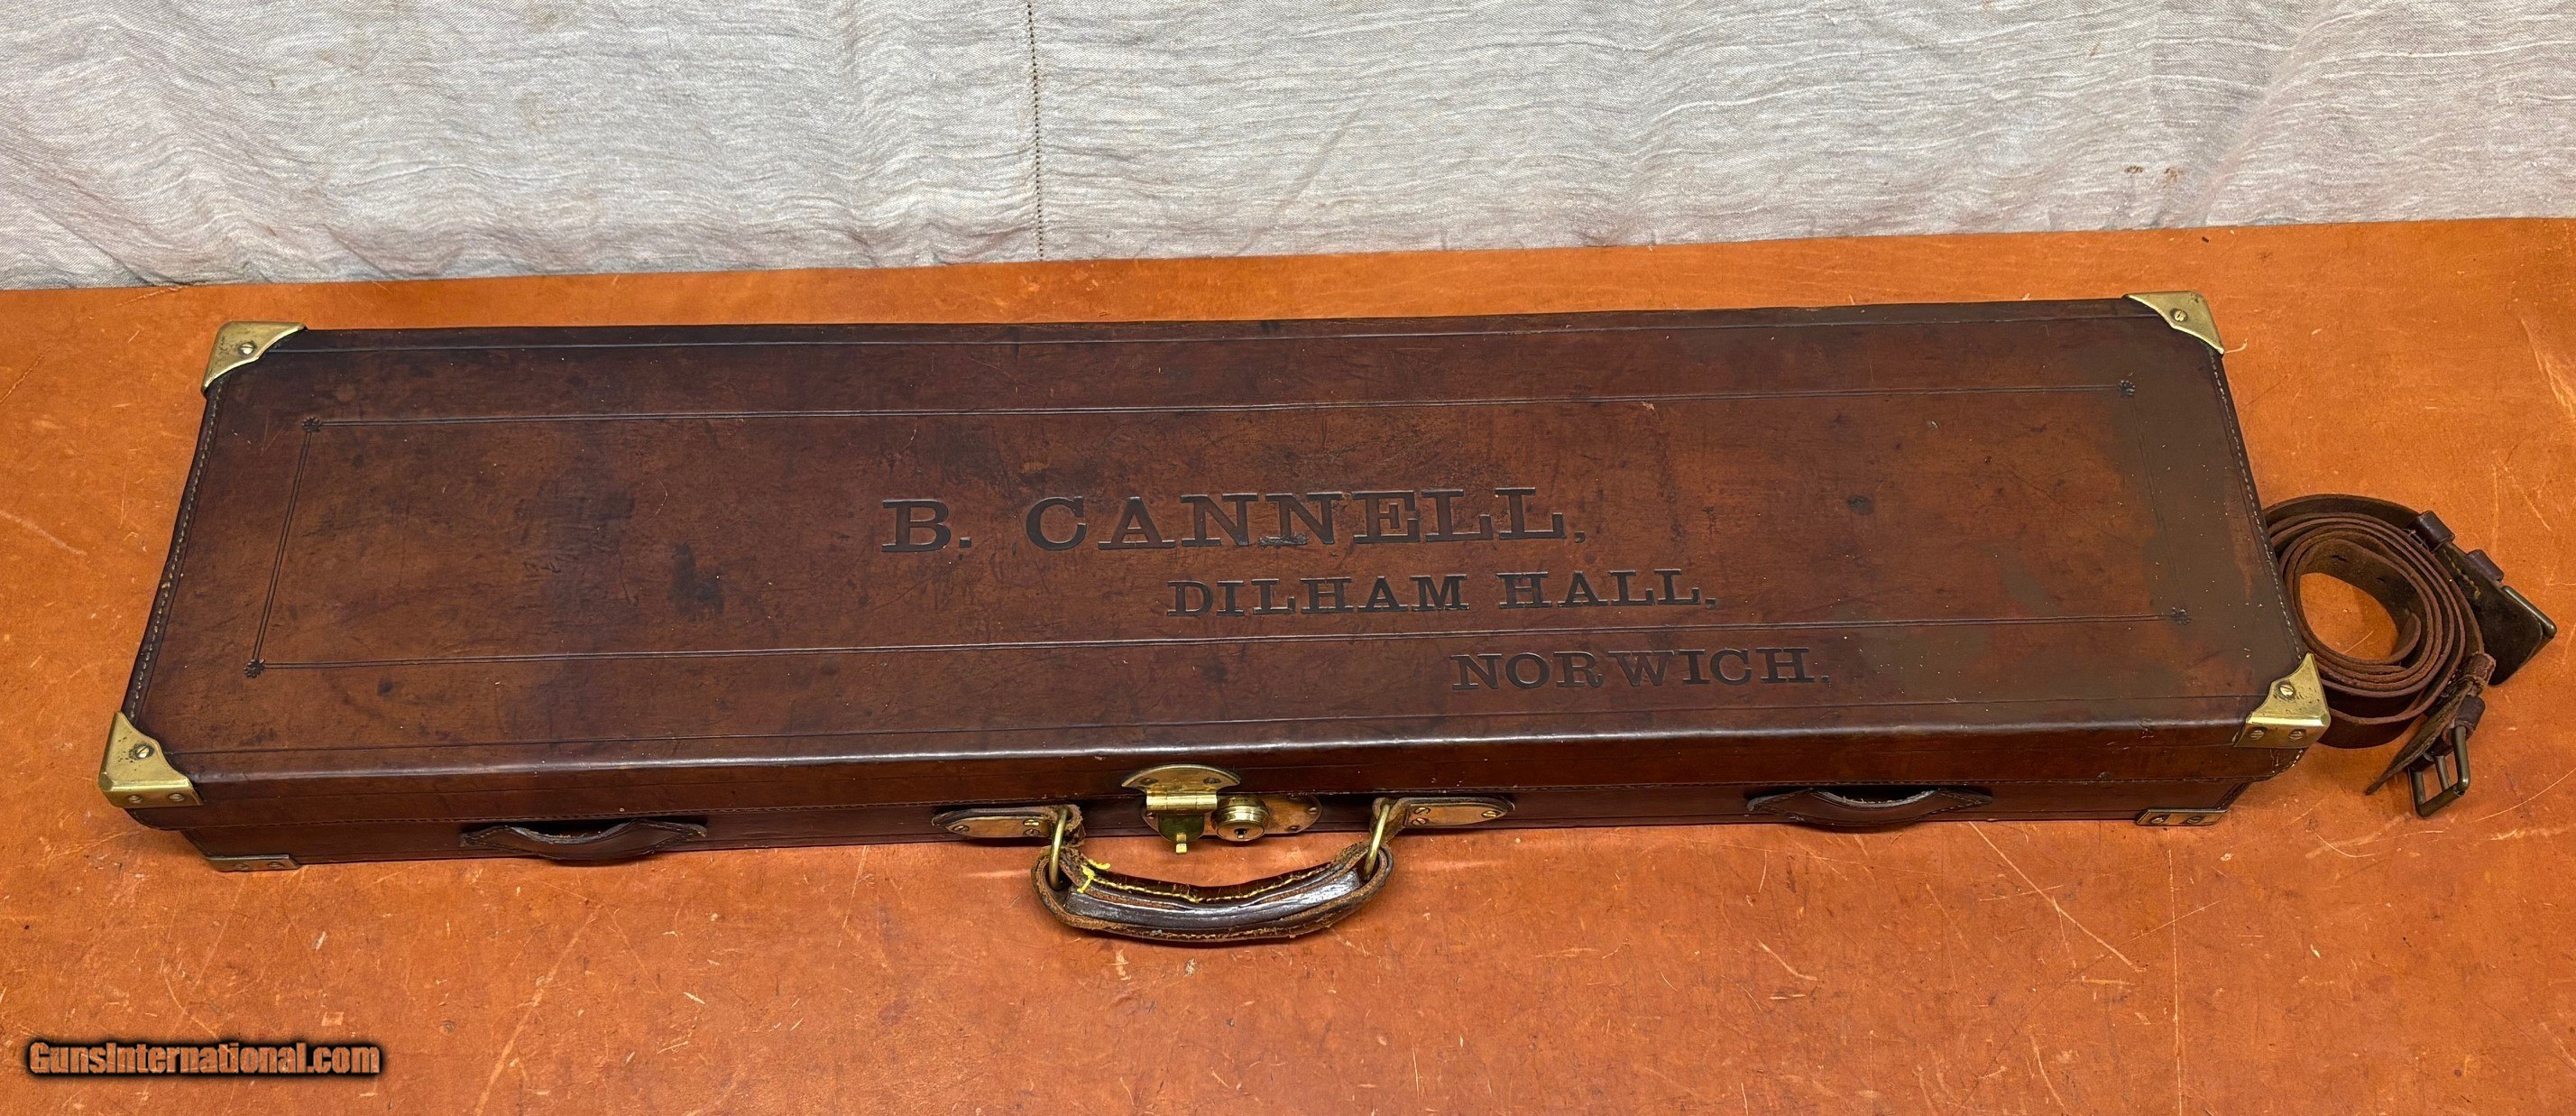 B. CANNELL,
DILHAM HALL,
NORWICH.
GunsInternational.com